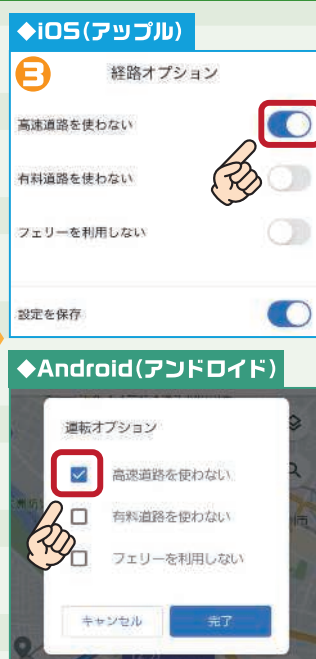 ◆iOS(アップル)
3
経路オプション
高速道路を使わない
有料道路を使わない
フェリーを利用しない
設定を保存
◆Android(アンドロイド)
運転オプション
高速道路を使わない
有料道路を使わない
フェリーを利用しない
キャンセル 完了